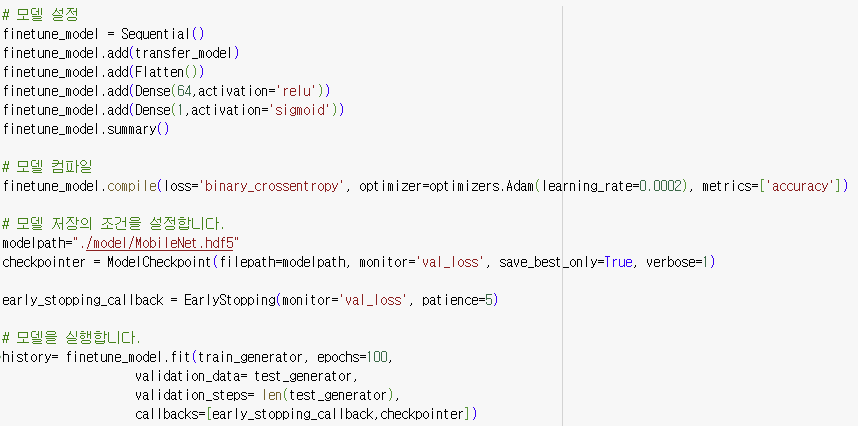 # 모델 설정
finetune_model = Sequential()
finetune_model.add(transfer_model)
finetune_model.add(Flatten())
finetune_model.add(Dense(64,activation='relu'))
finetune_model.add(Dense(1,activation='sigmoid'))
finetune_model.summary()

# 모델 컴파일
finetune_model.compile(loss='binary_crossentropy', optimizer=optimizers.Adam(learning_rate=0.0002), metrics=['accuracy'])

# 모델 저장의 조건을 설정합니다.
modelpath="./model/MobileNet.hdf5"
checkpointer = ModelCheckpoint(filepath=modelpath, monitor='val_loss', save_best_only=True, verbose=1)

early_stopping_callback = EarlyStopping(monitor='val_loss', patience=5)

# 모델을 실행합니다.
history= finetune_model.fit(train_generator, epochs=100,
                   validation_data= test_generator,
                   validation_steps= len(test_generator),
                   callbacks=[early_stopping_callback,checkpointer])